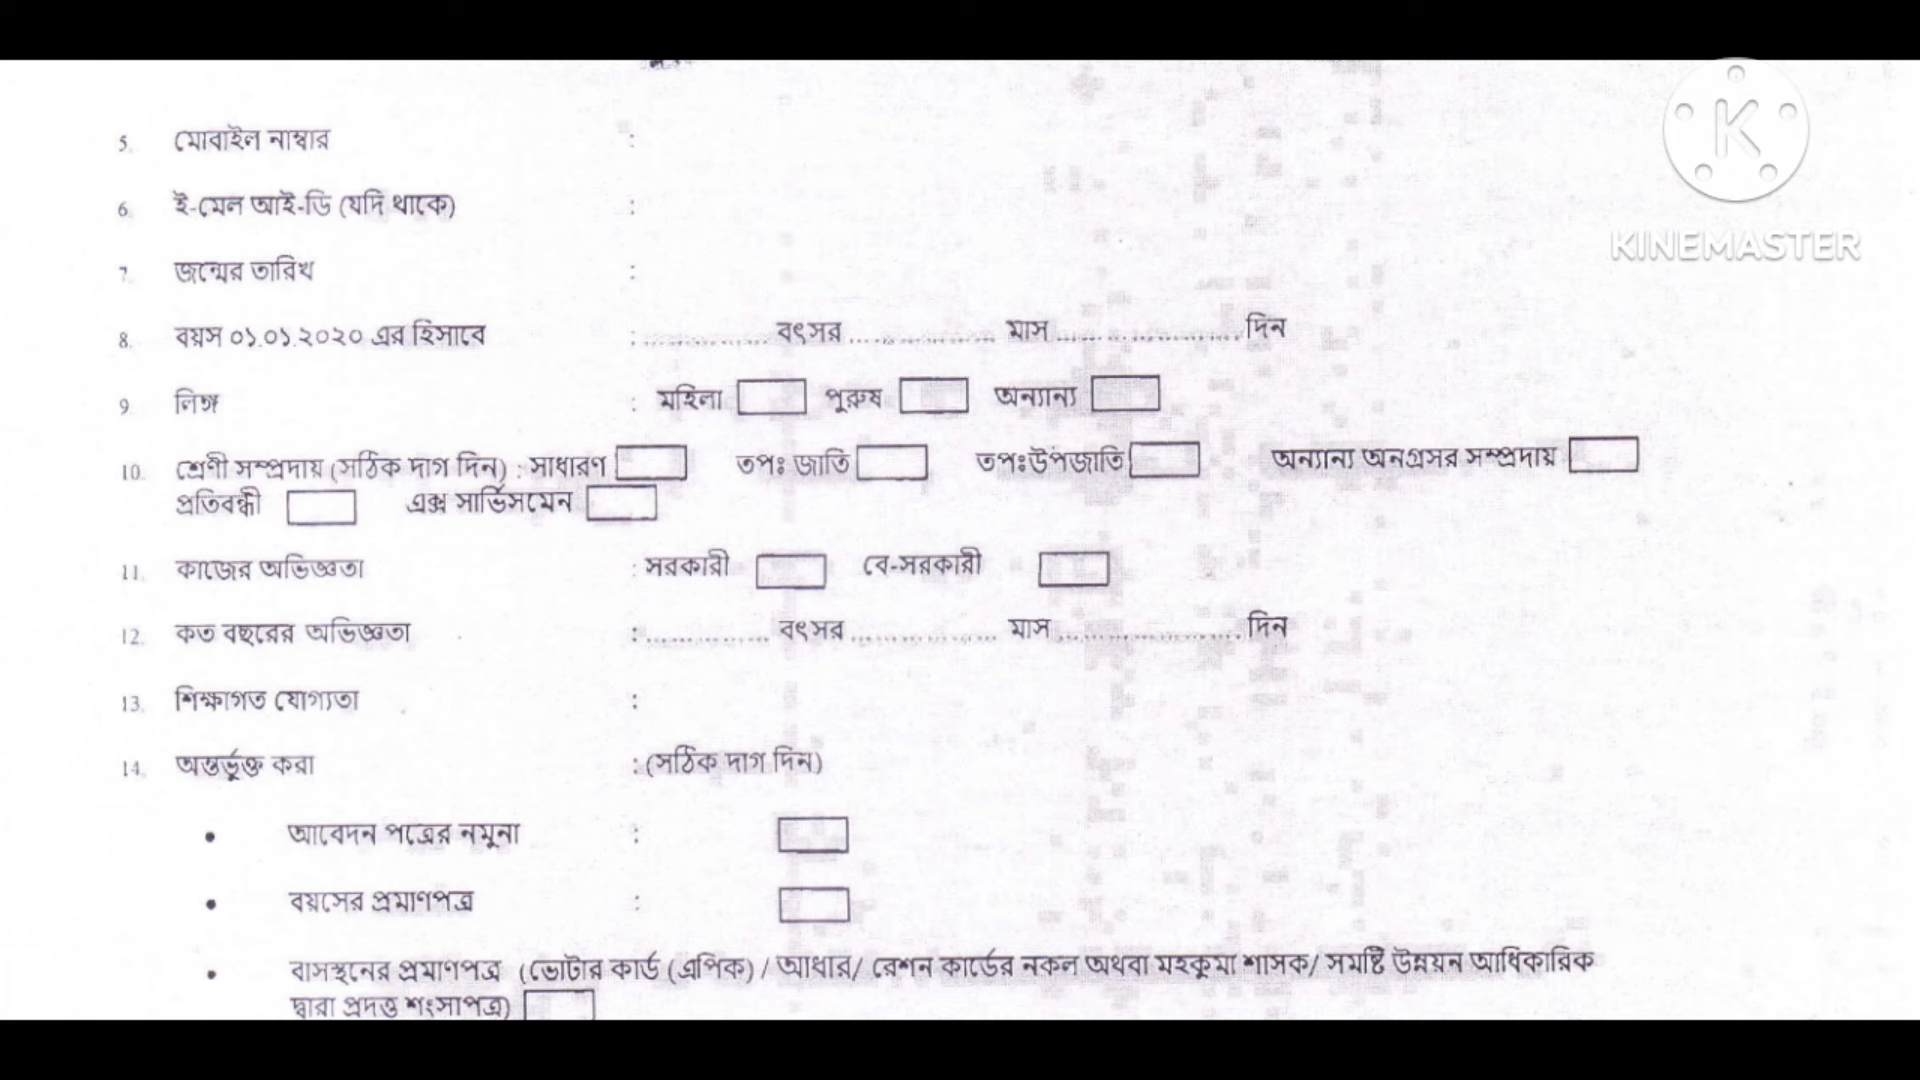 5. মোবাইল নাম্বার :
6. ই-মেল আই-ডি (যদি থাকে) :
7. জন্মের তারিখ :
8. বয়স ০১.০১.২০২০ এর হিসাবে :.................. বৎসর .................. মাস ........................ দিন
9 লিঙ্গ : মহিলা পুরুষ অন্যান্য
10. শ্রেণী সম্প্রদায় (সঠিক দাগ দিন) : সাধারণ তপঃ জাতি তপঃউপজাতি অন্যান্য অনগ্রসর সম্প্রদায়
প্রতিবন্ধী এক্স সার্ভিসমেন
11. কাজের অভিজ্ঞতা : সরকারী বে-সরকারী
12. কত বছরের অভিজ্ঞতা :.................. বৎসর .................. মাস ........................ দিন
13. শিক্ষাগত যোগ্যতা :
14. অন্তর্ভুক্ত করা : (সঠিক দাগ দিন)
• আবেদন পত্রের নমুনা :
• বয়সের প্রমাণপত্র :
• বাসস্থনের প্রমাণপত্র (ভোটার কার্ড (এপিক) / আধার/ রেশন কার্ডের নকল অথবা মহকুমা শাসক/ সমষ্টি উন্নয়ন আধিকারিক
দ্বারা প্রদত্ত শংসাপত্র)
K
KINEMASTER